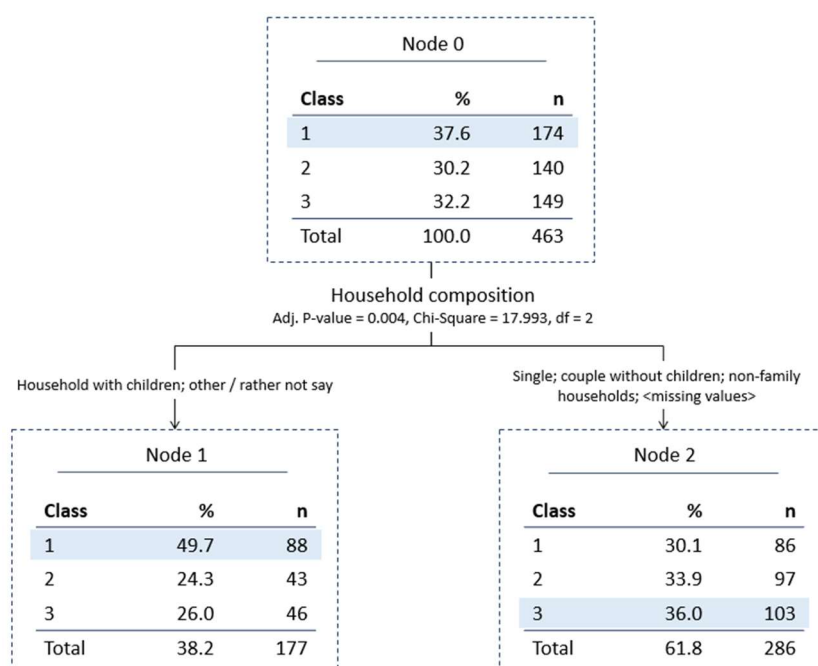 Node 0
Class % n
1 37.6 174
2 30.2 140
3 32.2 149
Total 100.0 463
Household composition
Adj. P-value = 0.004, Chi-Square = 17.993, df = 2
Household with children; other / rather not say
Single; couple without children; non-family
households; <missing values>
Node 1
Class % n
1 49.7 88
2 24.3 43
3 26.0 46
Total 38.2 177
Node 2
Class % n
1 30.1 86
2 33.9 97
3 36.0 103
Total 61.8 286